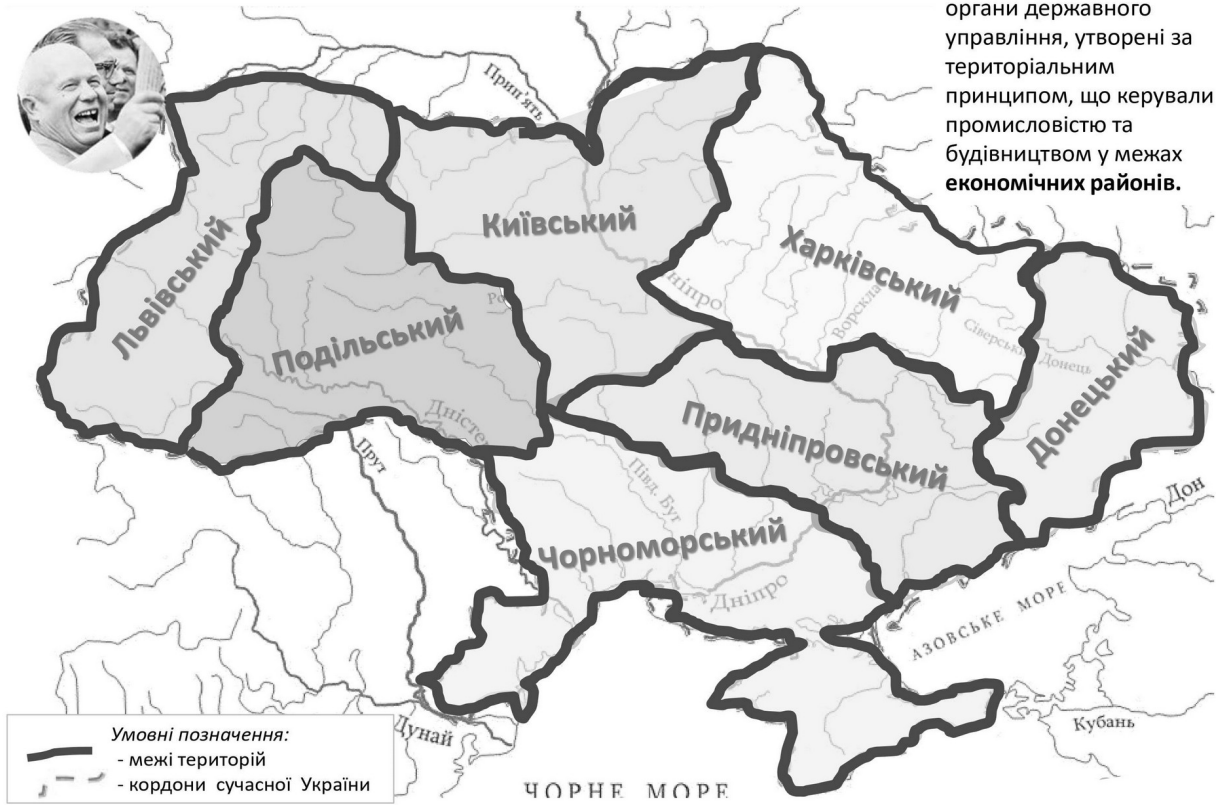 органи державного
управління, утворені за
територіальним
принципом, що керували
промисловістю та
будівництвом у межах
економічних районів.
Прип'ять
Київський
Харківський
Львівський
Дніпро
Ворскла
Сіверський Донець
Подільський
Донецький
Дністе
Придніпровський
Прут
Півд. Буг
Дон
Чорноморський
Дніпро
АЗОВСЬКЕ МОРЕ
Дунай
Кубань
ЧОРНЕ МОРЕ
Умовні позначення:
- межі територій
- кордони сучасної України